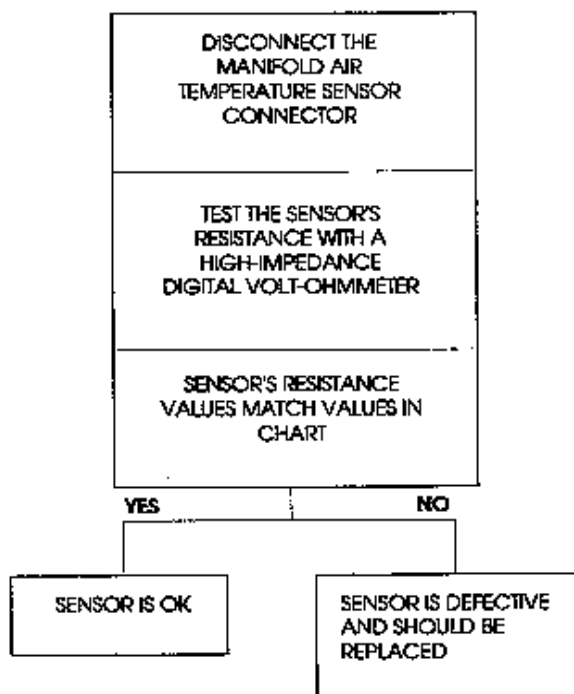 DISCONNECT THE
MANIFOLD AIR
TEMPERATURE SENSOR
CONNECTOR
TEST THE SENSOR'S
RESISTANCE WITH A
HIGH-IMPEDANCE
DIGITAL VOLT-OHMMETER
SENSOR'S RESISTANCE
VALUES MATCH VALUES IN
CHART
YES
NO
SENSOR IS OK
SENSOR IS DEFECTIVE
AND SHOULD BE
REPLACED